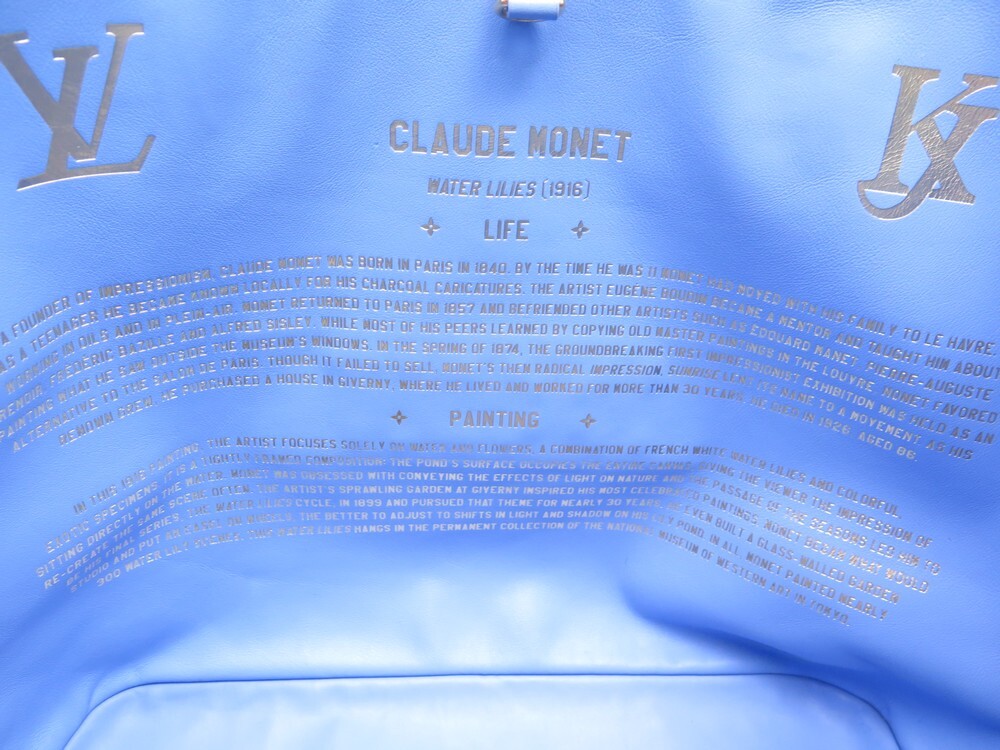 LV
JK
CLAUDE MONET
WATER LILIES (1916)
LIFE
A FOUNDER OF IMPRESSIONISM, CLAUDE MONET WAS BORN IN PARIS IN 1840. BY THE TIME HE WAS 11 MONET HAD MOVED WITH HIS FAMILY TO LE HAVRE.
AS A TEENAGER HE BECAME KNOWN LOCALLY FOR HIS CHARCOAL CARICATURES. THE ARTIST EUGÈNE BOUDIN BECAME A MENTOR AND TAUGHT HIM ABOUT
WORKING IN OILS AND IN PLEIN-AIR. MONET RETURNED TO PARIS IN 1857 AND BEFRIENDED OTHER ARTISTS SUCH AS EDOUARD MANET, PIERRE-AUGUSTE
RENOIR, FRÉDÉRIC BAZILLE AND ALFRED SISLEY. WHILE MOST OF HIS PEERS LEARNED BY COPYING OLD MASTER PAINTINGS IN THE LOUVRE, MONET FAVORED
PAINTING WHAT HE SAW OUTSIDE THE MUSEUM'S WINDOWS. IN THE SPRING OF 1874, THE GROUNDBREAKING FIRST IMPRESSIONIST EXHIBITION WAS HELD AS AN
ALTERNATIVE TO THE SALON DE PARIS. THOUGH IT FAILED TO SELL, MONET'S THEN RADICAL IMPRESSION, SUNRISE LENT ITS NAME TO A MOVEMENT. AS HIS
RENOWN GREW, HE PURCHASED A HOUSE IN GIVERNY, WHERE HE LIVED AND WORKED FOR MORE THAN 30 YEARS. HE DIED IN 1926, AGED 86.
PAINTING
IN THIS 1916 PAINTING, THE ARTIST FOCUSES SOLELY ON WATER AND FLOWERS, A COMBINATION OF FRENCH WHITE WATER LILIES AND COLORFUL
EXOTIC SPECIMENS. IT IS A TIGHTLY FRAMED COMPOSITION: THE POND'S SURFACE OCCUPIES THE ENTIRE CANVAS, GIVING THE VIEWER THE IMPRESSION OF
SITTING DIRECTLY ON THE WATER. MONET WAS OBSESSED WITH CONVEYING THE EFFECTS OF LIGHT ON NATURE AND THE PASSAGE OF THE SEASONS LED HIM TO
RE-CREATE THE SAME SCENE OFTEN. THE ARTIST'S SPRAWLING GARDEN AT GIVERNY INSPIRED HIS MOST CELEBRATED PAINTINGS. MONET BEGAN WHAT WOULD
BE HIS FINAL SERIES, THE WATER LILIES CYCLE, IN 1899 AND PURSUED THAT THEME FOR NEARLY 30 YEARS. HE EVEN BUILT A GLASS-WALLED GARDEN
STUDIO AND PUT AN EASEL ON WHEELS, THE BETTER TO ADJUST TO SHIFTS IN LIGHT AND SHADOW ON HIS LILY POND. IN ALL, MONET PAINTED NEARLY
300 WATER LILY SCENES. THIS WATER LILIES HANGS IN THE PERMANENT COLLECTION OF THE NATIONAL MUSEUM OF WESTERN ART IN TOKYO.